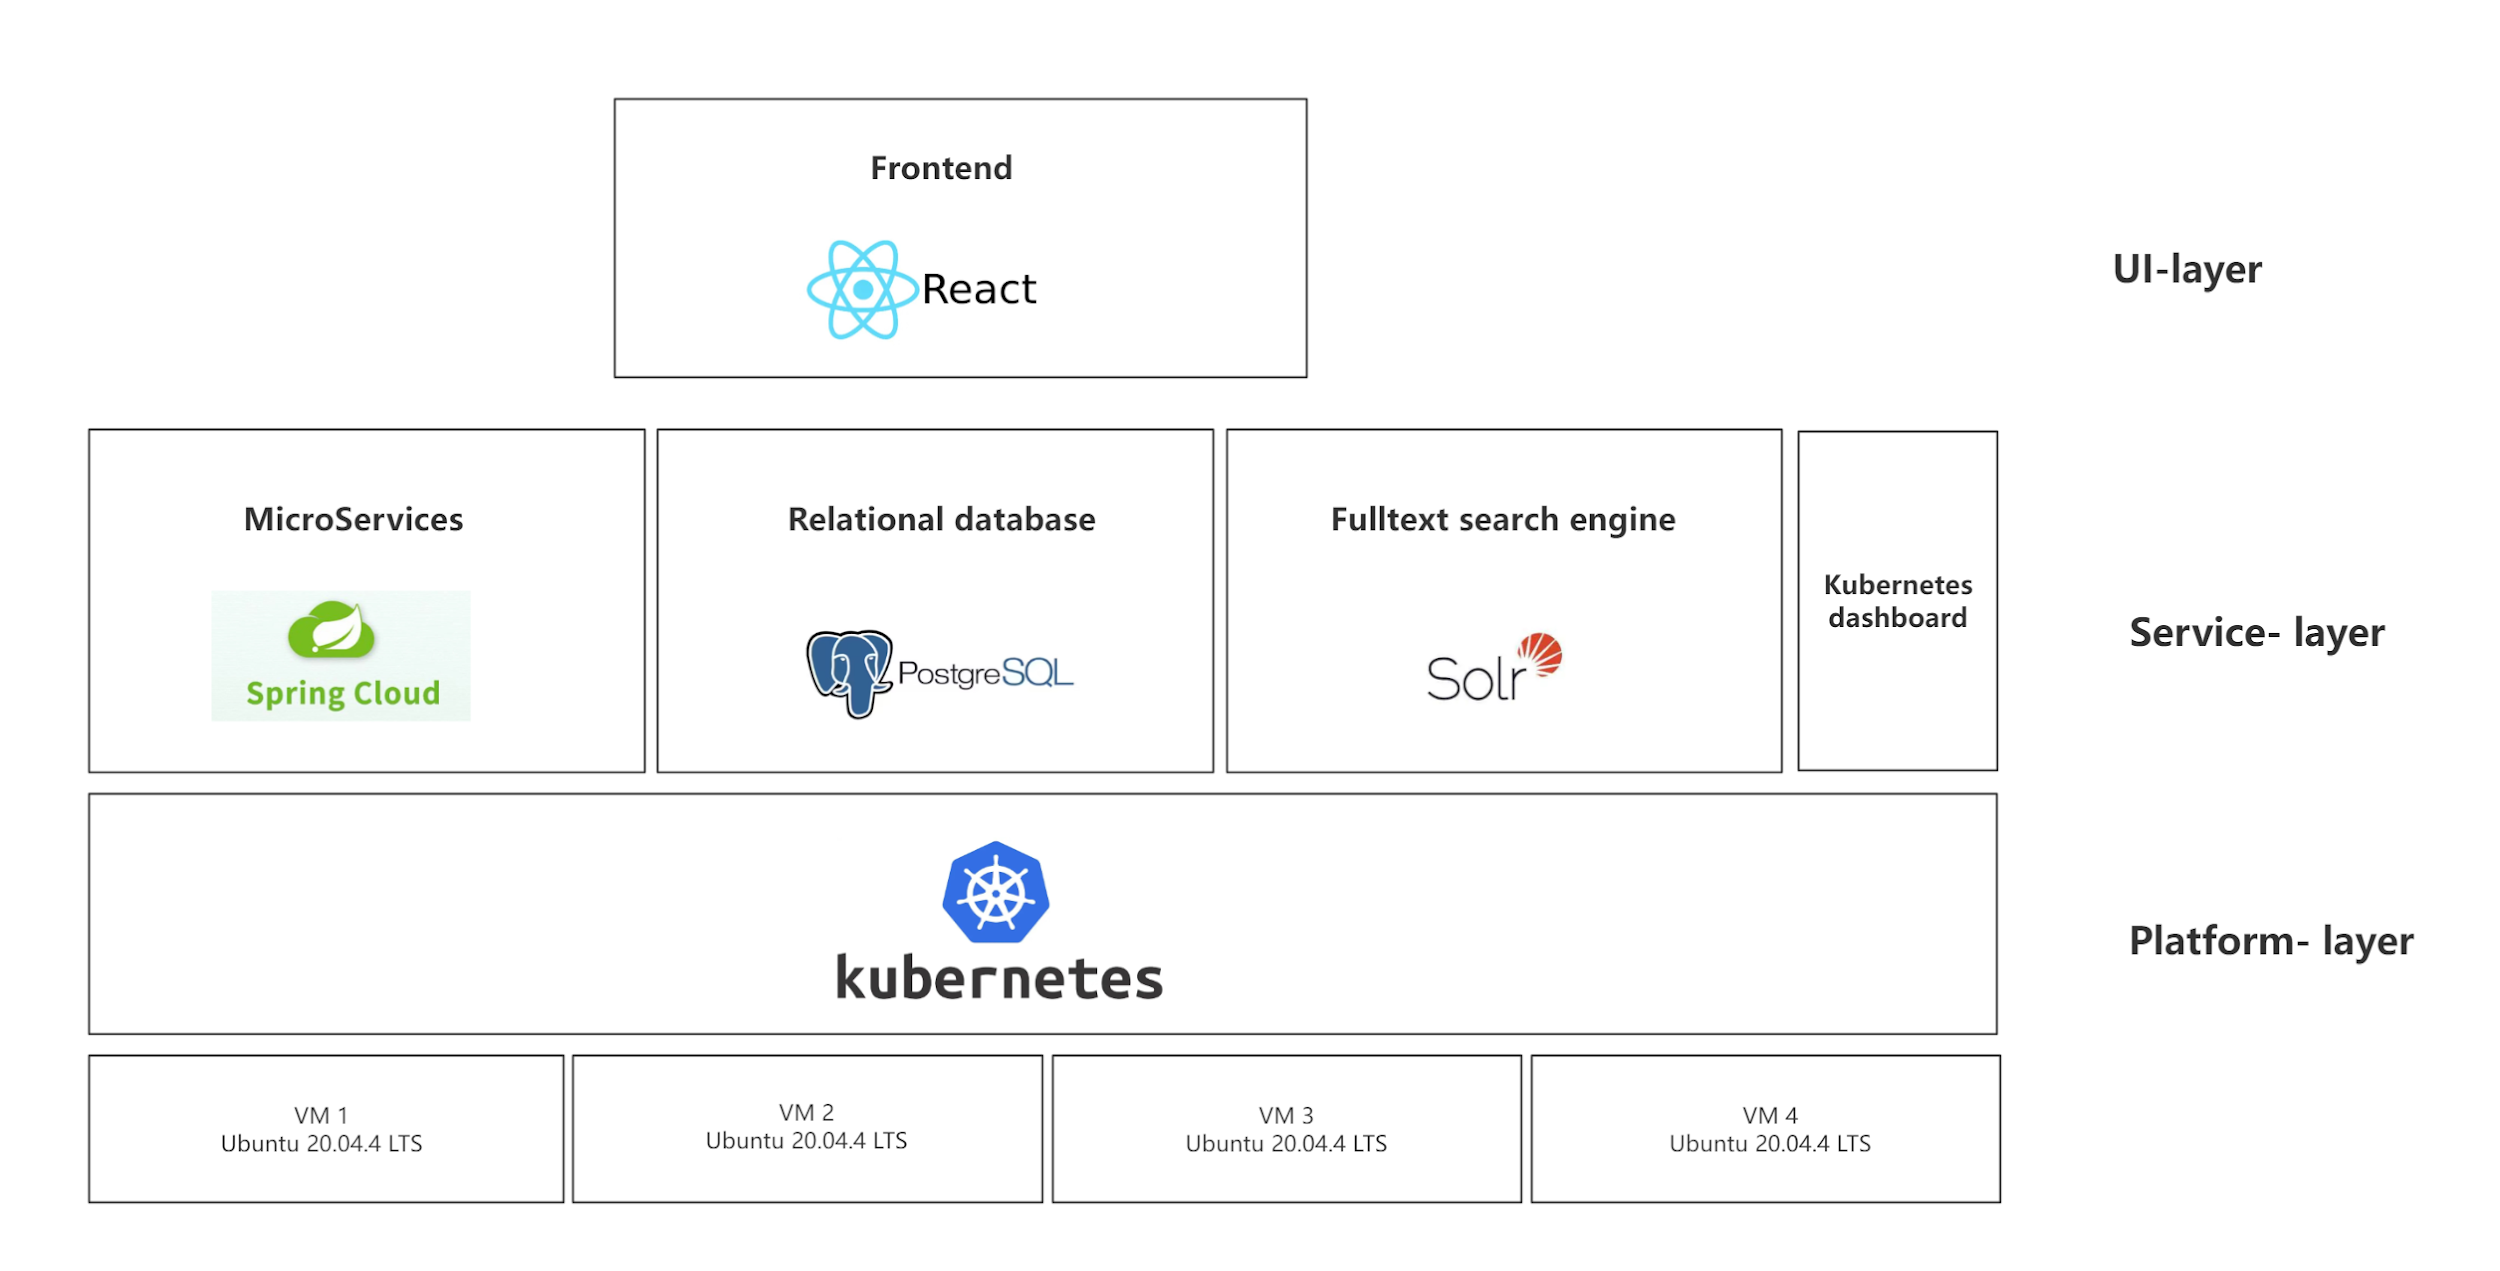 Frontend
React
UI-layer
MicroServices
Spring Cloud
Relational database
PostgreSQL
Fulltext search engine
Solr
Kubernetes
dashboard
Service- layer
kubernetes
Platform- layer
VM 1
Ubuntu 20.04.4 LTS
VM 2
Ubuntu 20.04.4 LTS
VM 3
Ubuntu 20.04.4 LTS
VM 4
Ubuntu 20.04.4 LTS